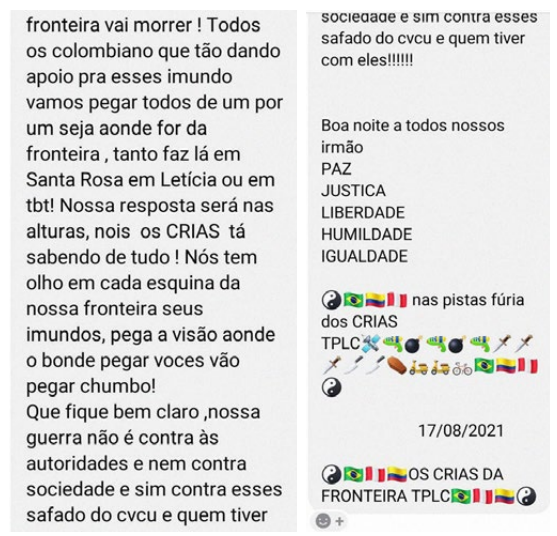 fronteira vai morrer ! Todos
os colombiano que tão dando
apoio pra esses imundo
vamos pegar todos de um por
um seja aonde for da
fronteira , tanto faz lá em
Santa Rosa em Letícia ou em
tbt! Nossa resposta será nas
alturas, nois os CRIAS tá
sabendo de tudo ! Nós tem
olho em cada esquina da
nossa fronteira seus
imundos, pega a visão aonde
o bonde pegar voces vão
pegar chumbo!
Que fique bem claro ,nossa
guerra não é contra às
autoridades e nem contra
sociedade e sim contra esses
safado do cvcu e quem tiver
sociedade e sim contra esses
safado do cvcu e quem tiver
com eles!!!!!!
Boa noite a todos nossos
irmão
PAZ
JUSTICA
LIBERDADE
HUMILDADE
IGUALDADE
☯️🇧🇷🇨🇴🇵🇪 nas pistas fúria
dos CRIAS
TPLC🛰️🔫💣🔫💣🔫🗡️🗡️
🗡️🔪🔪⚰️🛵🛵🚲🇧🇷🇨🇴🇵🇪
☯️
17/08/2021
☯️🇧🇷🇵🇪🇨🇴OS CRIAS DA
FRONTEIRA TPLC🇧🇷🇵🇪🇨🇴☯️